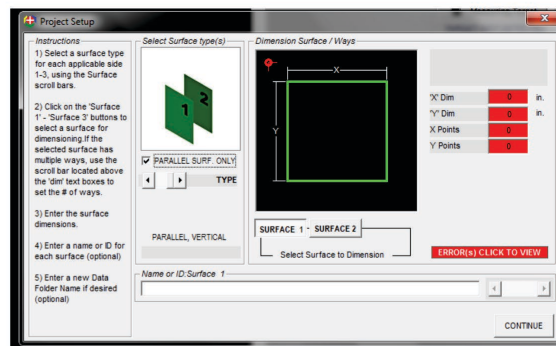 Project Setup
Instructions
1) Select a surface type
for each applicable side
1-3, using the Surface
scroll bars.
2) Click on the 'Surface
1' - 'Surface 3' buttons to
select a surface for
dimensioning.If the
selected surface has
multiple ways, use the
scroll bar located above
the 'dim' text boxes to
set the # of ways.
3) Enter the surface
dimensions.
4) Enter a name or ID for
each surface (optional)
5) Enter a new Data
Folder Name if desired
(optional)
Select Surface type(s)
1
2
PARALLEL SURF. ONLY
TYPE
PARALLEL, VERTICAL
Dimension Surface / Ways
X
Y
SURFACE 1 - SURFACE 2
Select Surface to Dimension
'X' Dim 0 in.
'Y' Dim 0 in.
X Points 0
Y Points 0
ERROR(s) CLICK TO VIEW
Name or ID:Surface 1
CONTINUE